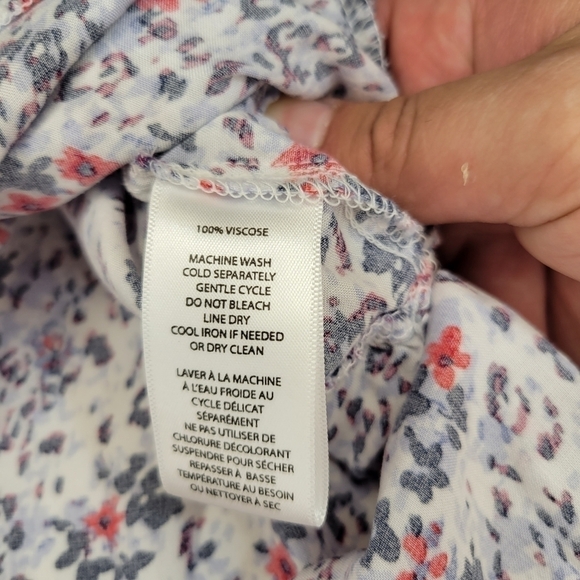 100% VISCOSE
MACHINE WASH
COLD SEPARATELY
GENTLE CYCLE
DO NOT BLEACH
LINE DRY
COOL IRON IF NEEDED
OR DRY CLEAN
LAVER À LA MACHINE
À L'EAU FROIDE AU
CYCLE DÉLICAT
SÉPARÉMENT
NE PAS UTILISER DE
CHLORURE DÉCOLORANT
SUSPENDRE POUR SÉCHER
REPASSER À BASSE
TEMPÉRATURE AU BESOIN
OU NETTOYER À SEC